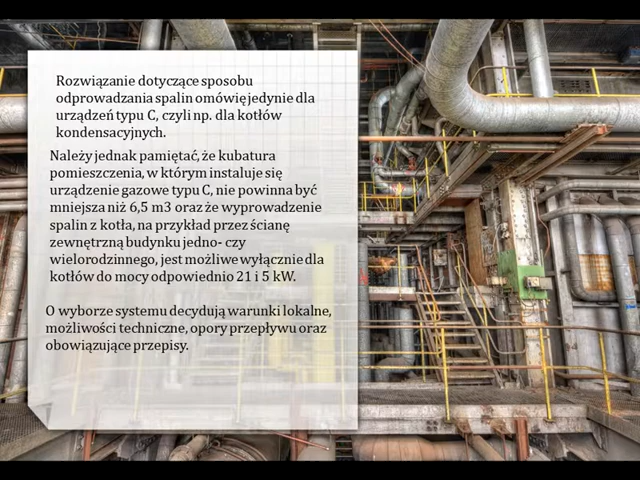 Rozwiązanie dotyczące sposobu
odprowadzania spalin omówię jedynie dla
urządzeń typu C, czyli np. dla kotłów
kondensacyjnych.
Należy jednak pamiętać, że kubatura
pomieszczenia, w którym instaluje się
urządzenie gazowe typu C, nie powinna być
mniejsza niż 6,5 m3 oraz że wyprowadzenie
spalin z kotła, na przykład przez ścianę
zewnętrzną budynku jedno- czy
wielorodzinnego, jest możliwe wyłącznie dla
kotłów do mocy odpowiednio 21 i 5 kW.
O wyborze systemu decydują warunki lokalne,
możliwości techniczne, opory przepływu oraz
obowiązujące przepisy.